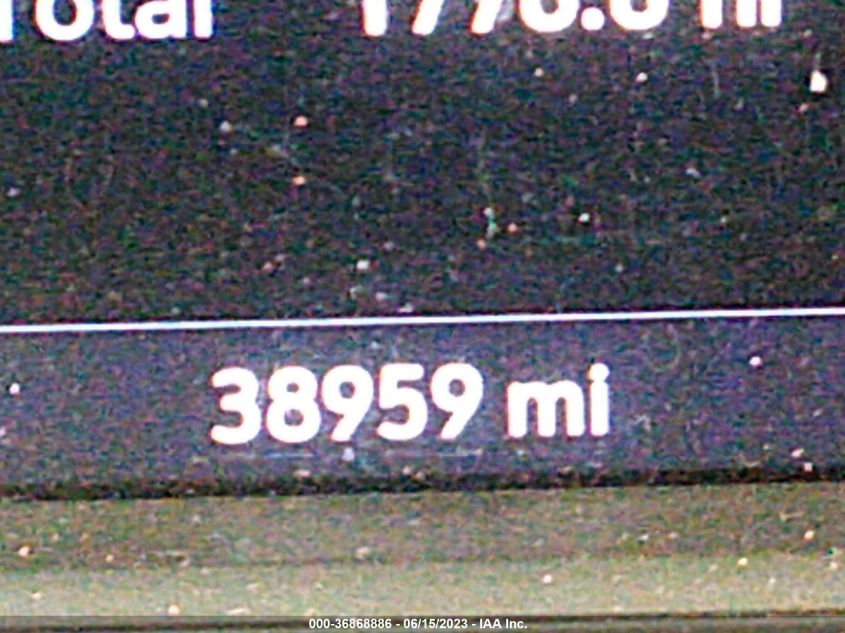 Total
38959 mi
000-36868886 - 06/15/2023 - IAA Inc.